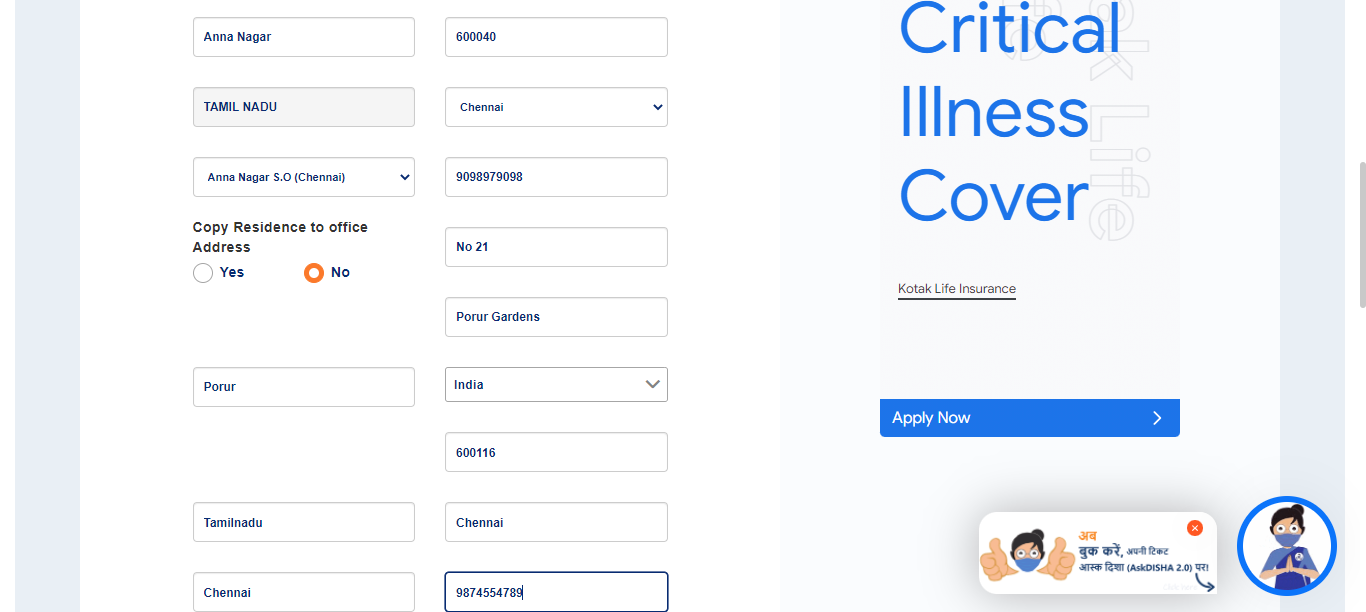 Anna Nagar
600040
TAMIL NADU
Chennai
Anna Nagar S.O (Chennai)
9098979098
Copy Residence to office
Address
Yes
No
No 21
Porur Gardens
Porur
India
600116
Tamilnadu
Chennai
Chennai
9874554789
Critical
Illness
Cover
Kotak Life Insurance
Apply Now
अब
बुक करें, अपनी टिकट
आस्क दिशा (AskDISHA 2.0) पर!